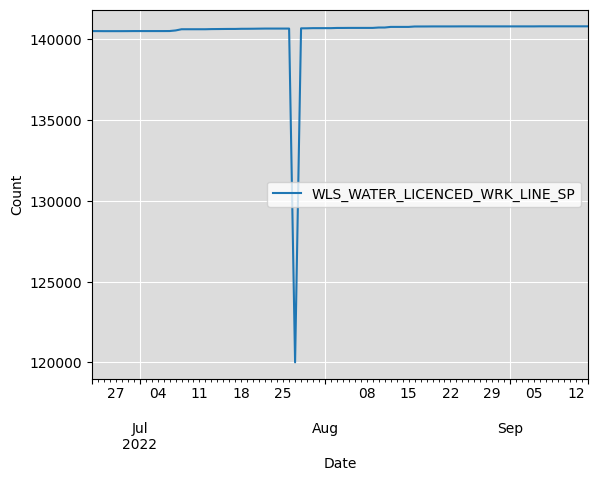 140000
135000
130000
125000
120000
Count
WLS_WATER_LICENCED_WRK_LINE_SP
27 04 11 18 25 08 15 22 29 05 12
Jul Aug Sep
2022
Date